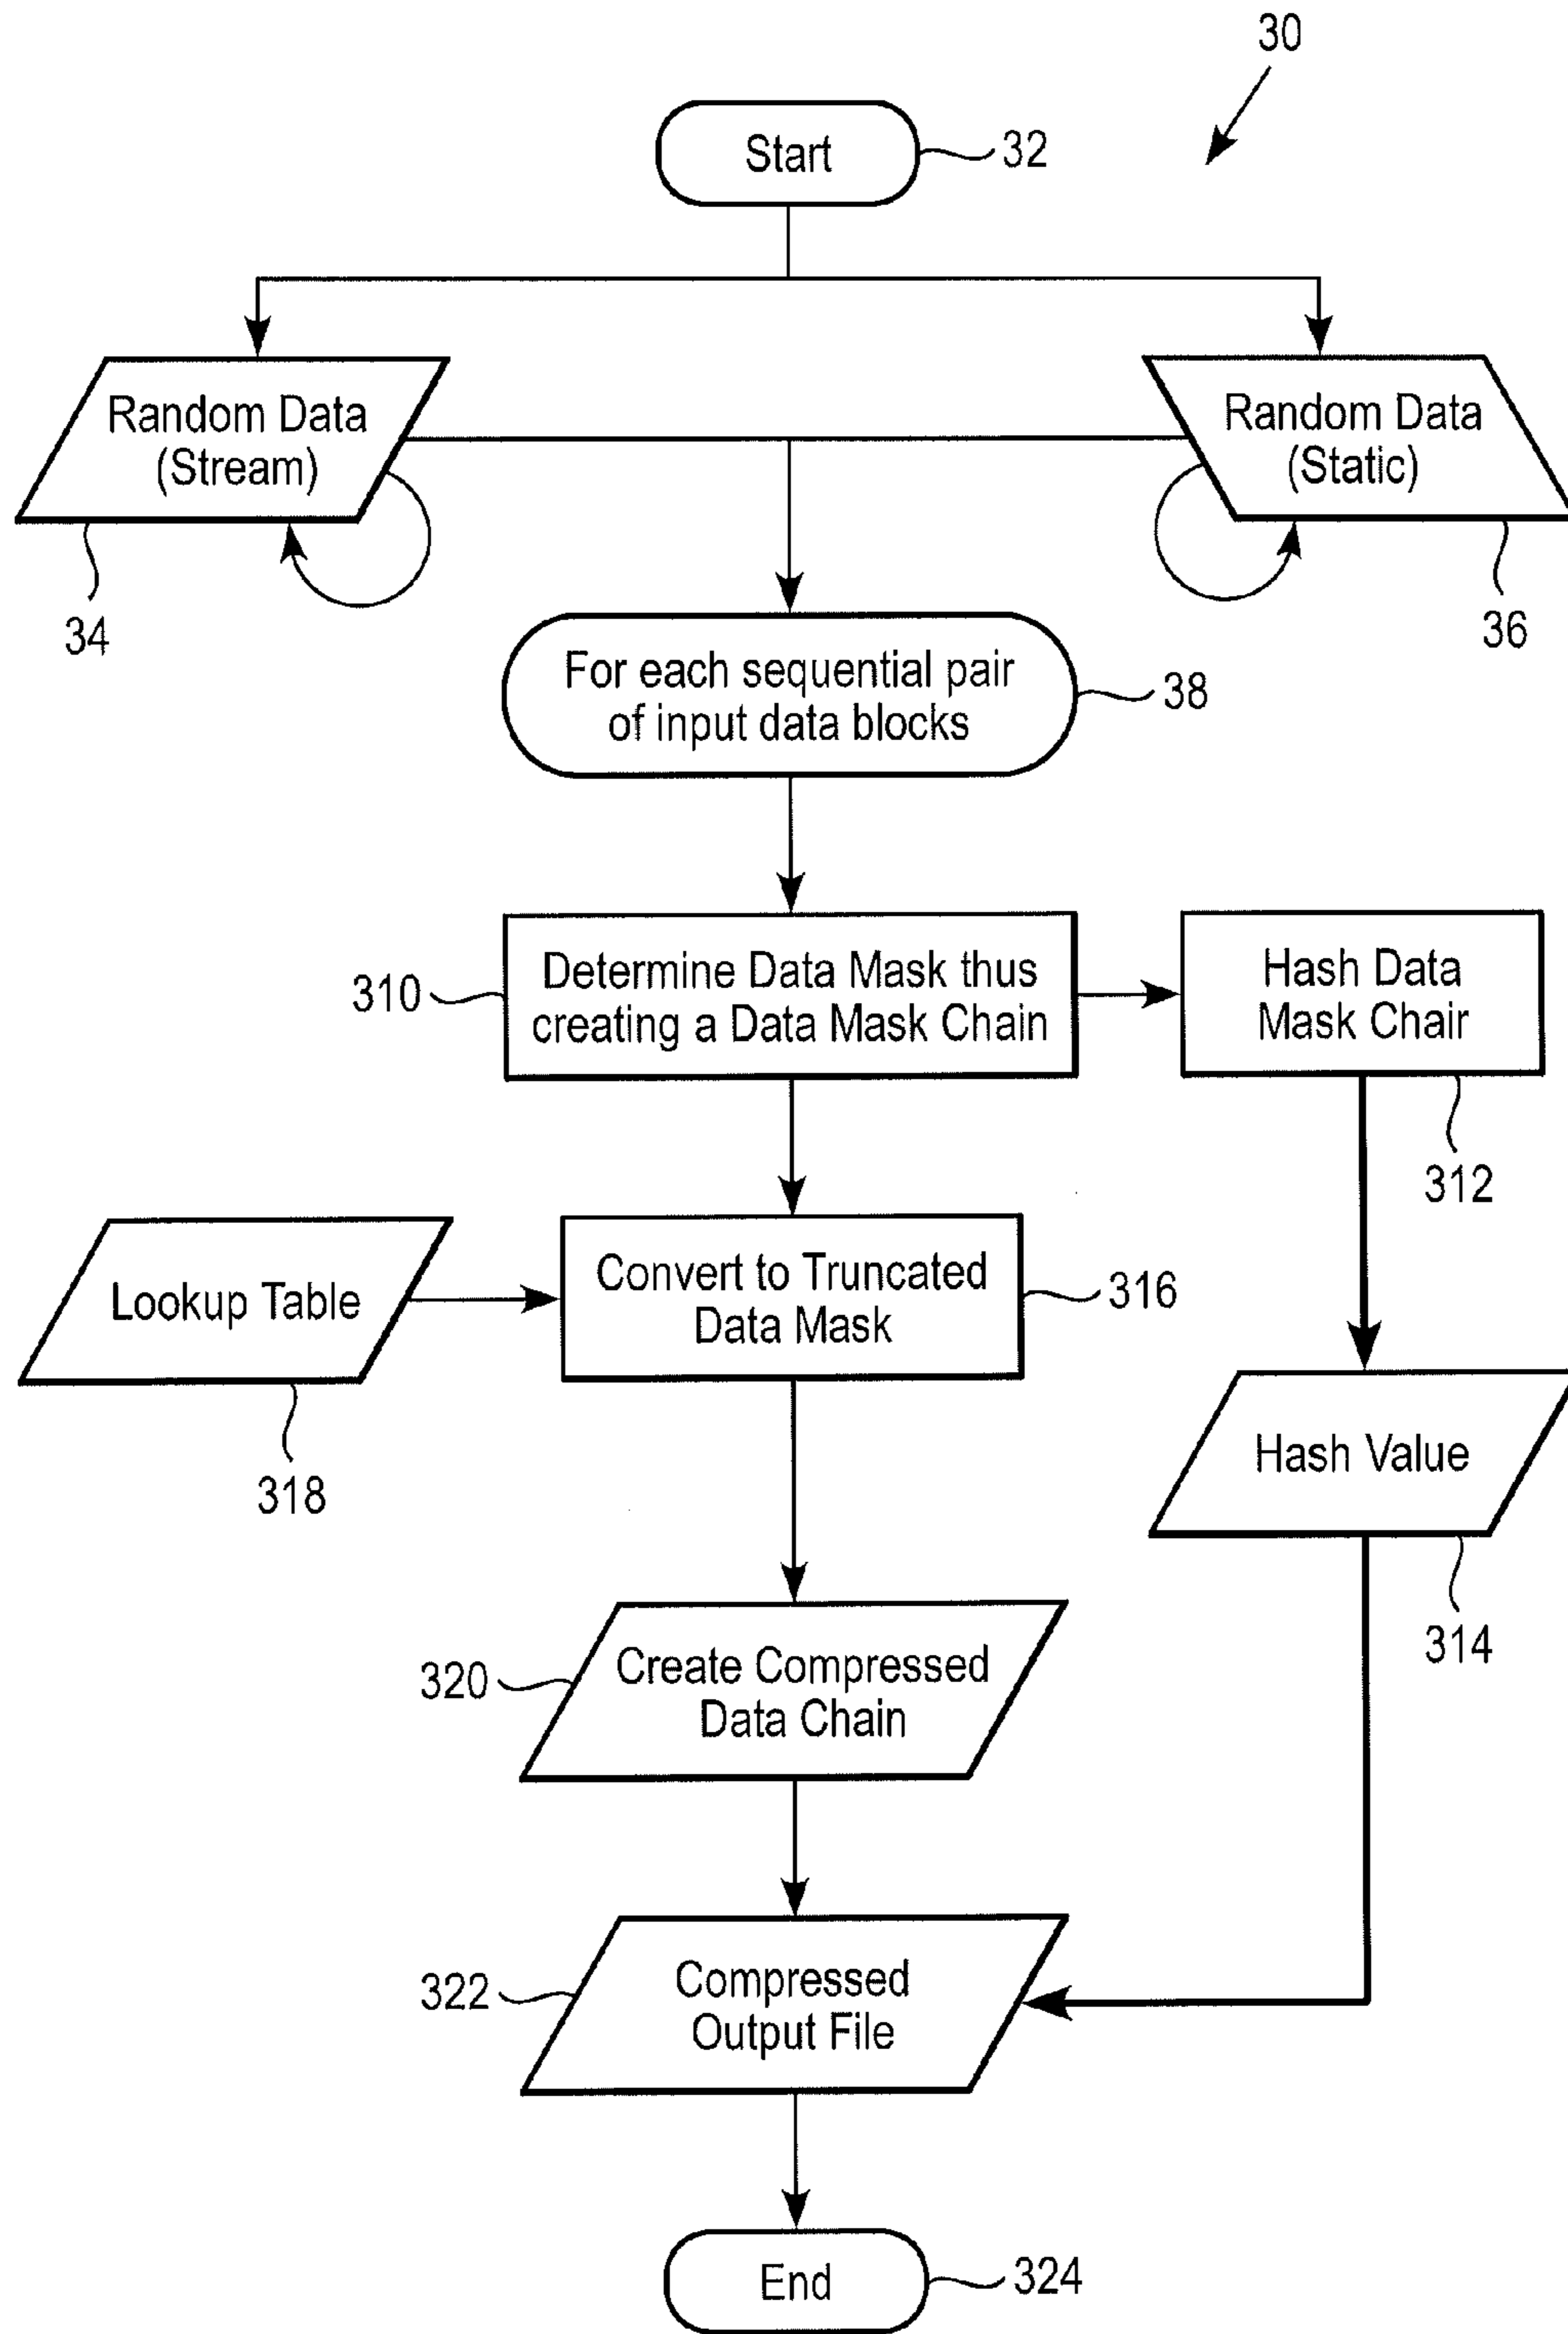 30
Start
32
Random Data
(Stream)
Random Data
(Static)
34
36
For each sequential pair
of input data blocks
38
310
Determine Data Mask thus
creating a Data Mask Chain
Hash Data
Mask Chair
312
Lookup Table
Convert to Truncated
Data Mask
316
318
Hash Value
314
320
Create Compressed
Data Chain
322
Compressed
Output File
End
324